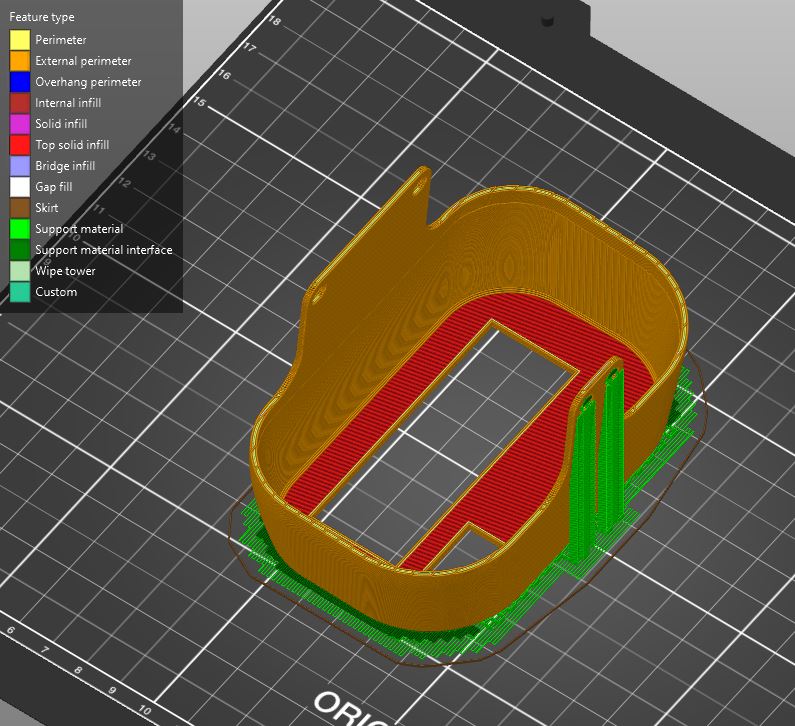 Feature type
Perimeter
External perimeter
Overhang perimeter
Internal infill
Solid infill
Top solid infill
Bridge infill
Gap fill
Skirt
Support material
Support material interface
Wipe tower
Custom
18
17
16
15
14
13
12
11
6
7
8
9
10